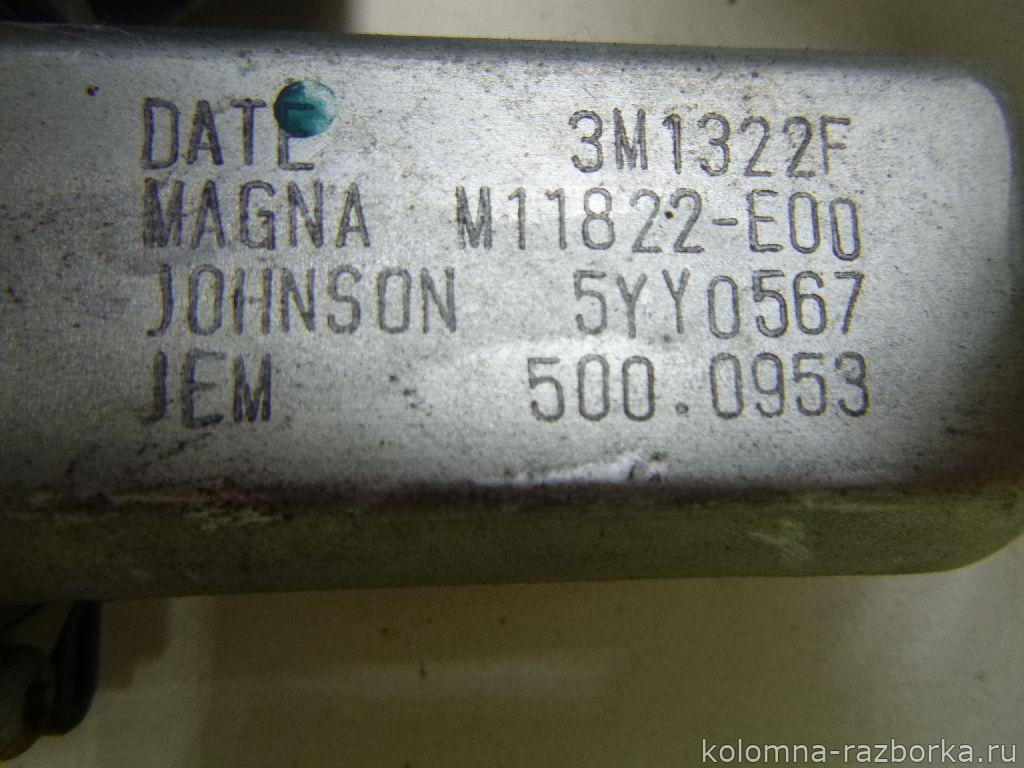 DATE 3M1322F
MAGNA M11822-E00
JOHNSON 5YY0567
JEM 500.0953
kolomna-razborka.ru